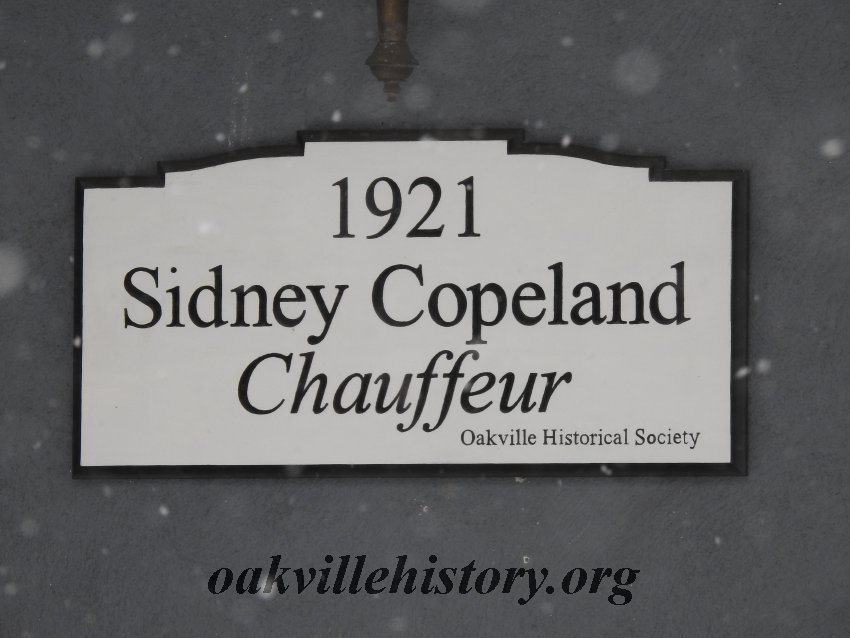 1921
Sidney Copeland
Chauffeur
Oakville Historical Society
oakvillehistory.org